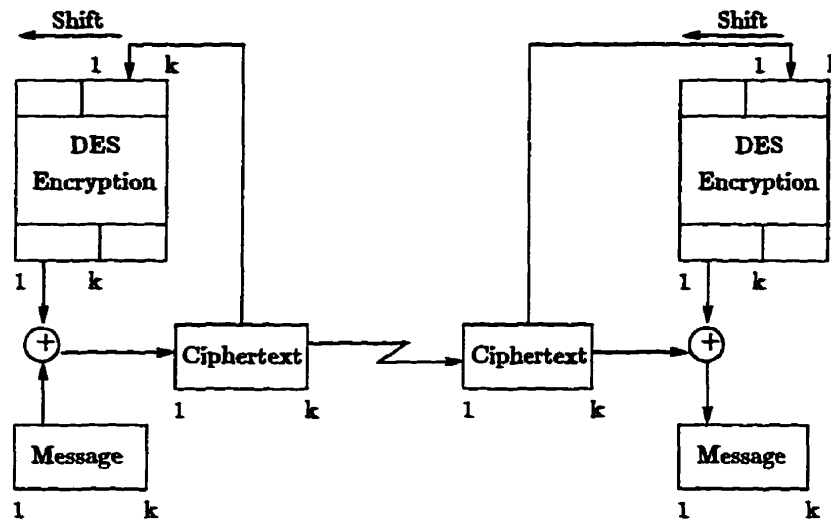 Shift Shift
1 k 1 k
DES DES
Encryption Encryption
1 k 1 k
+ +
Ciphertext Ciphertext
1 k 1 k
Message Message
1 k 1 k